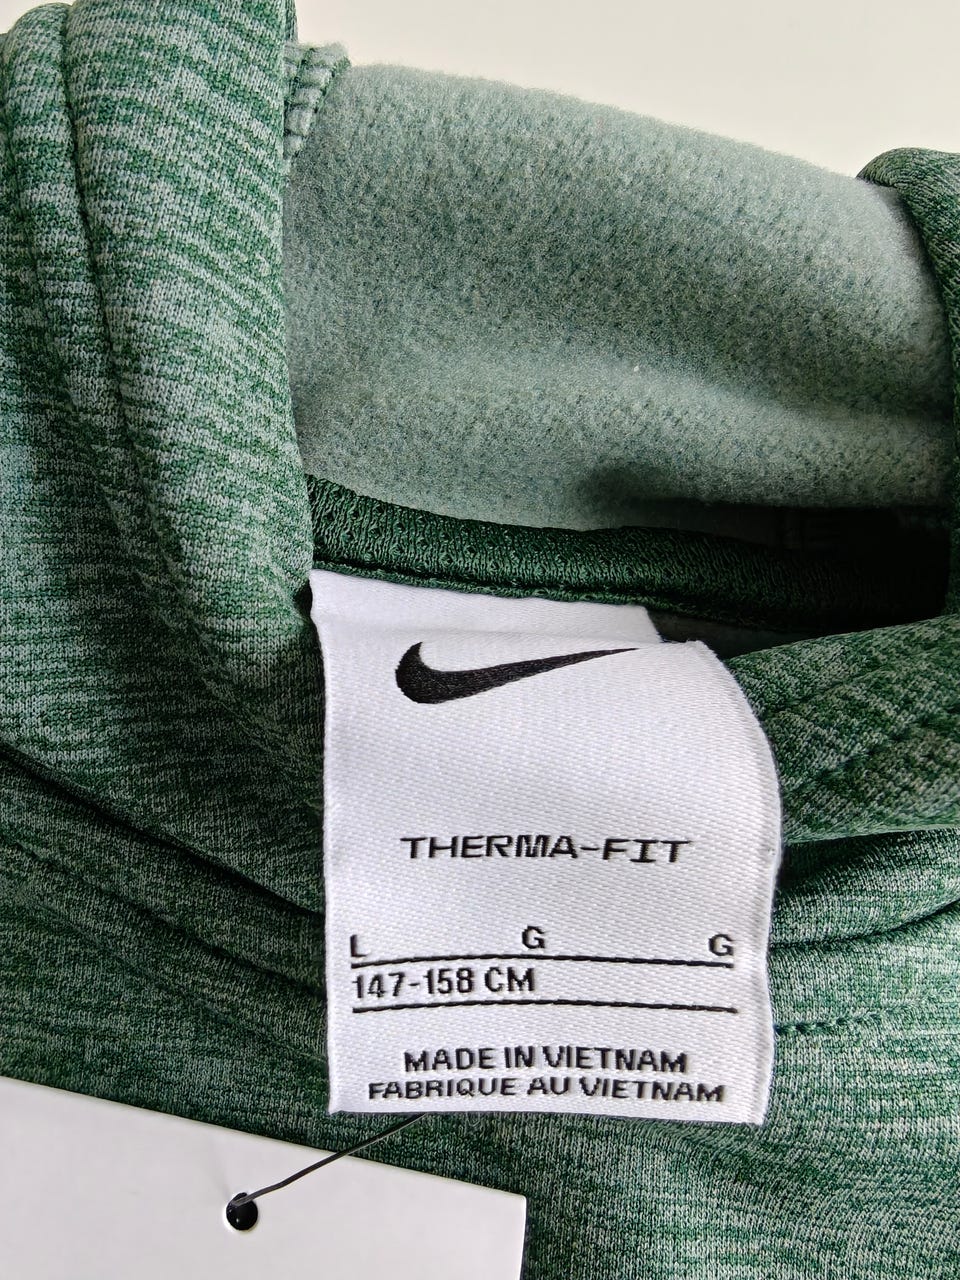 THERMA-FIT
L G G
147-158 CM
MADE IN VIETNAM
FABRIQUE AU VIETNAM